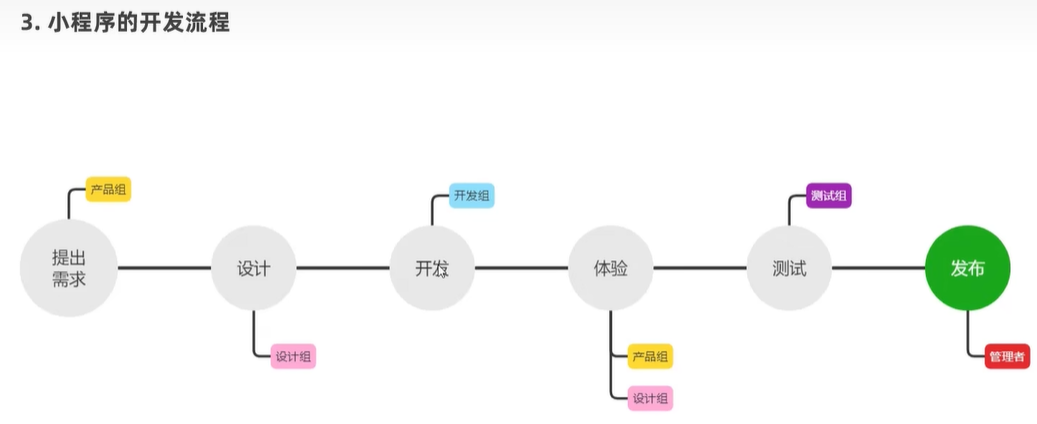 3. 小程序的开发流程
产品组
开发组
测试组
提出
需求
设计
开发
体验
测试
发布
设计组
产品组
管理者
设计组